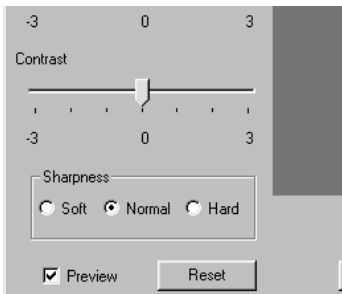 -3 0 3
Contrast
-3 0 3
Sharpness
Soft Normal Hard
Preview Reset